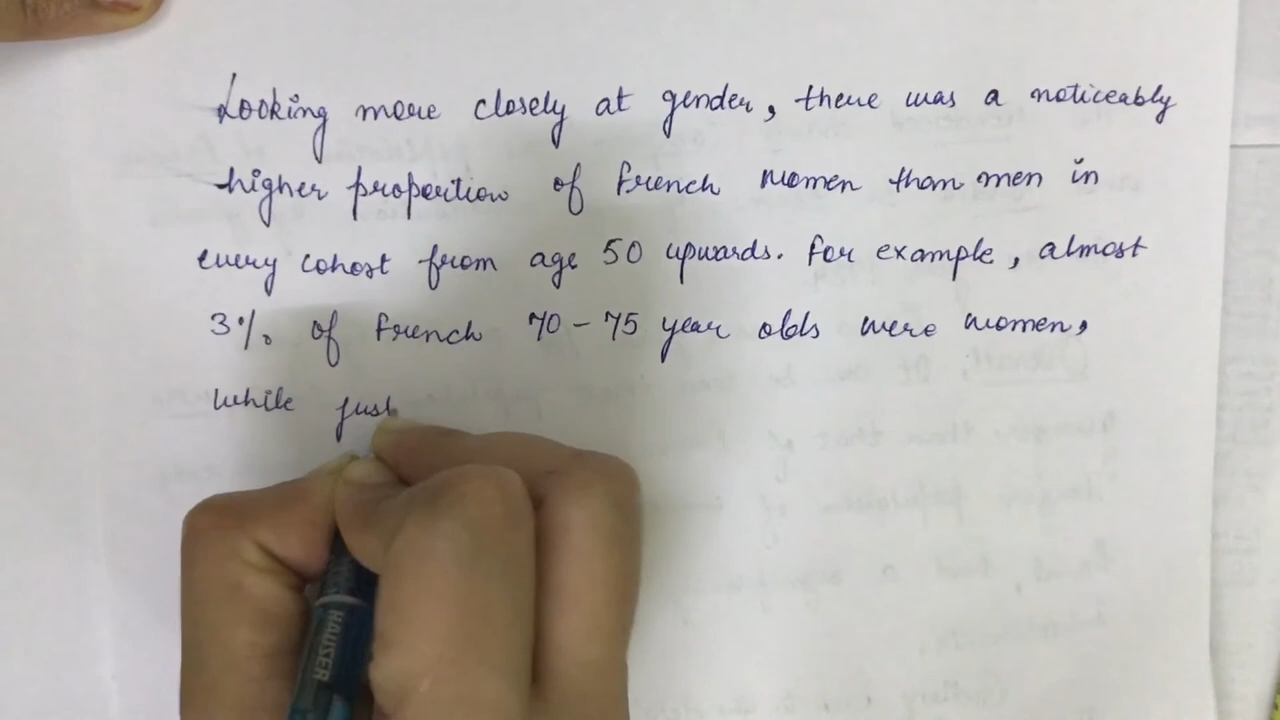 Looking more closely at gender, there was a noticeably
higher proportion of French women than men in
every cohort from age 50 upwards. For example, almost
3% of French 70 - 75 year olds were women,
While just
HAUSER